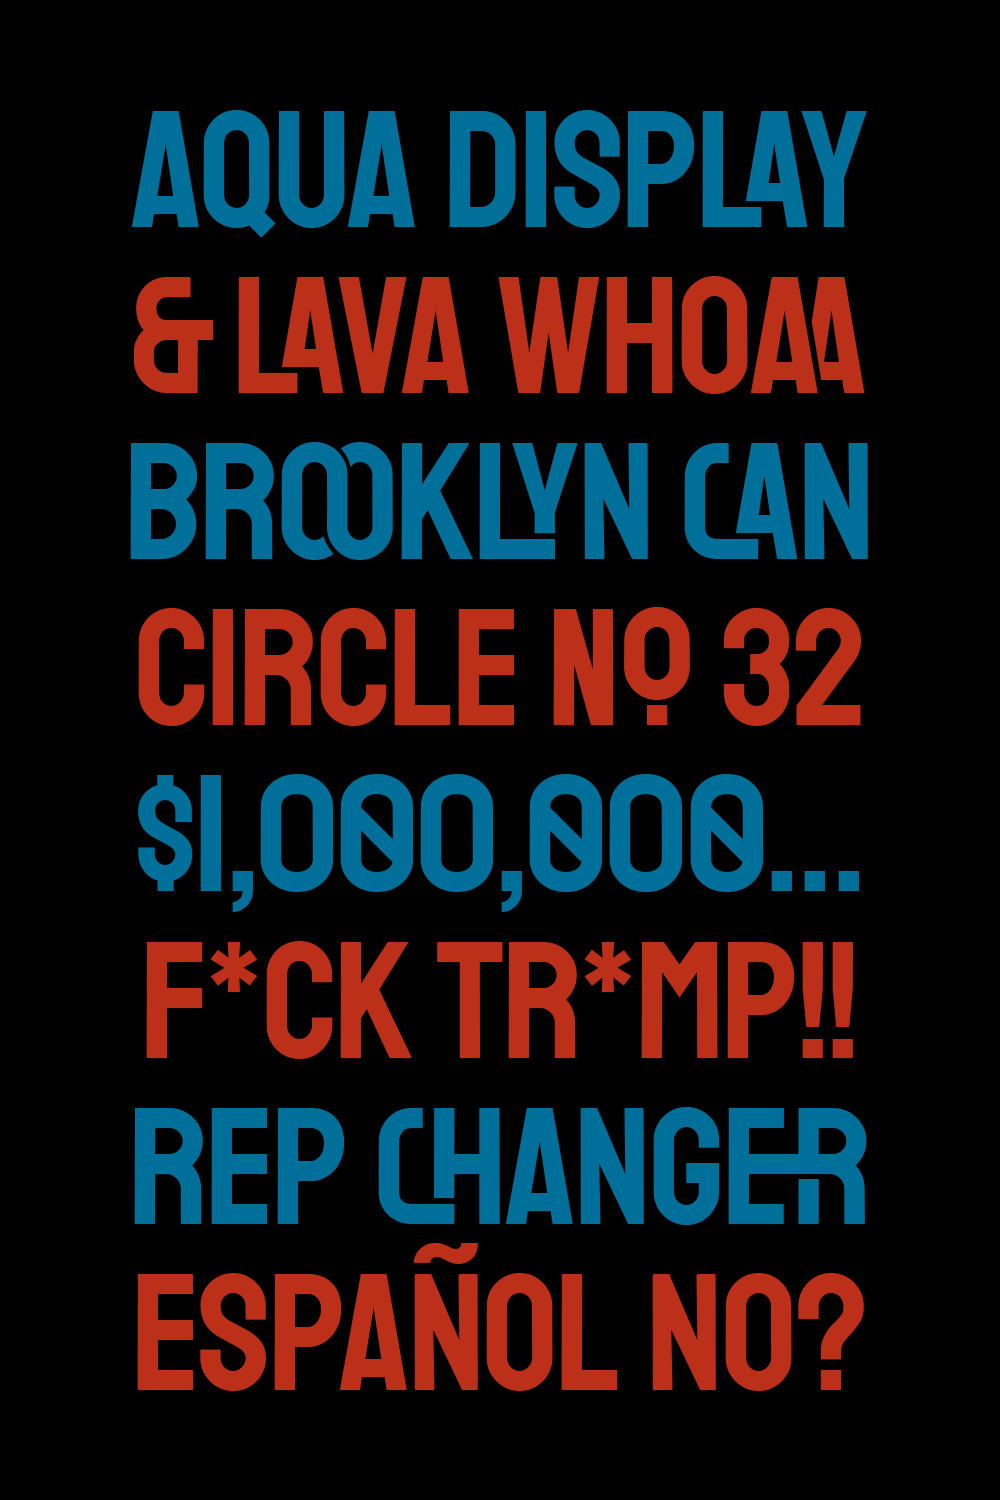 AQUA DISPLAY
& LAVA WHOAA
BROOKLYN CAN
CIRCLE Nº 32
$1,000,000...
F*CK TR*MP!!
REP CHANGER
ESPAÑOL NO?